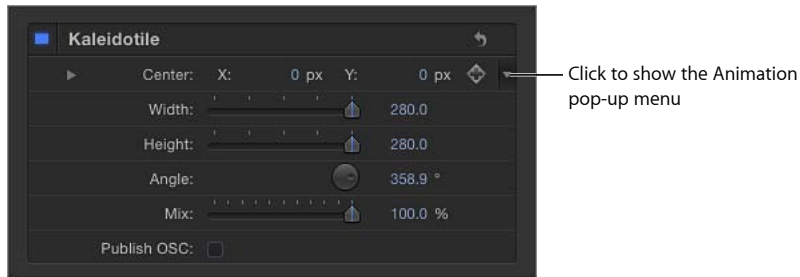 Kaleidotile
Center: X: 0 px Y: 0 px
Width: 280.0
Height: 280.0
Angle: 358.9 °
Mix: 100.0 %
Publish OSC:
Click to show the Animation
pop-up menu